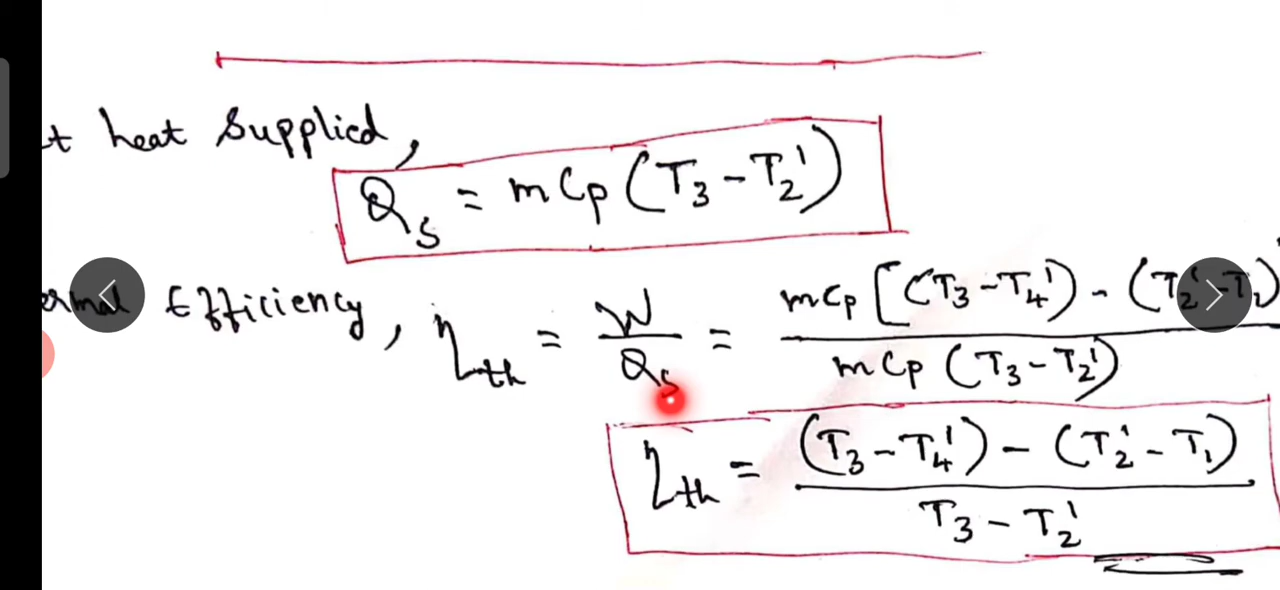 t heat supplied,
Qs = mCp (T3 - T2')
Efficiency, ηth = W/Qs = mCp [(T3 - T4') - (T2' - T1)] / mCp (T3 - T2')
ηth = (T3 - T4') - (T2' - T1) / T3 - T2'